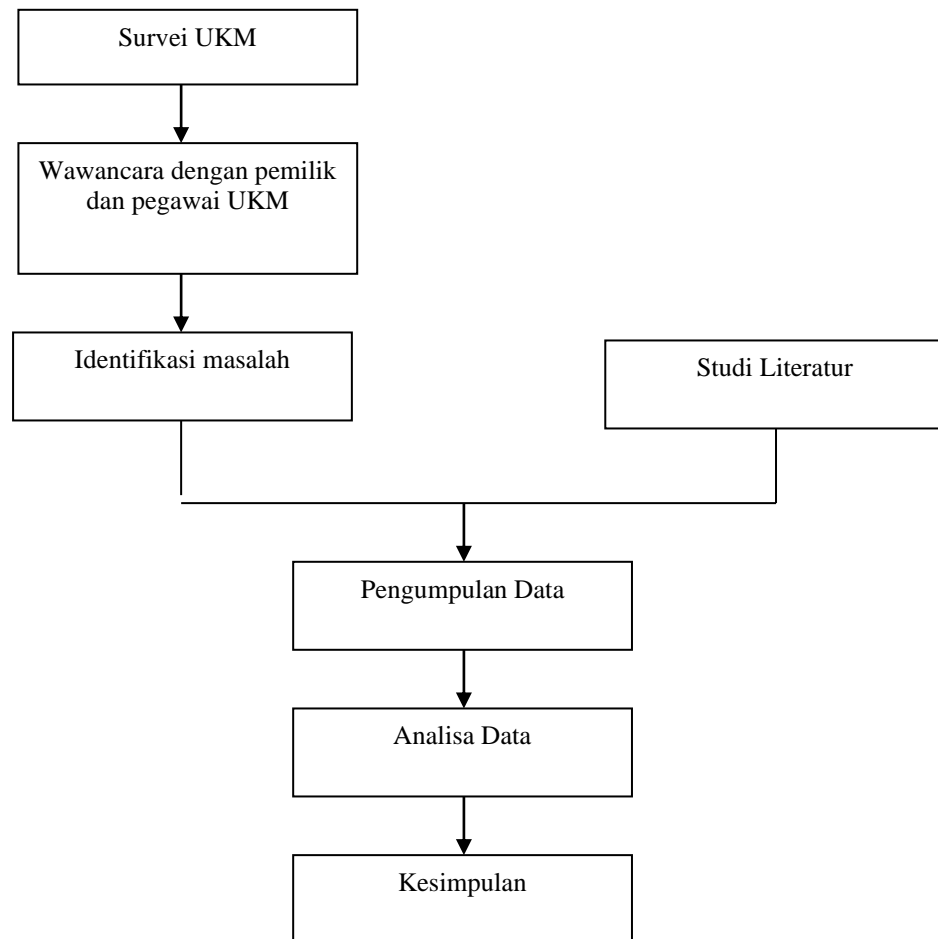 Survei UKM
Wawancara dengan pemilik
dan pegawai UKM
Identifikasi masalah
Studi Literatur
Pengumpulan Data
Analisa Data
Kesimpulan